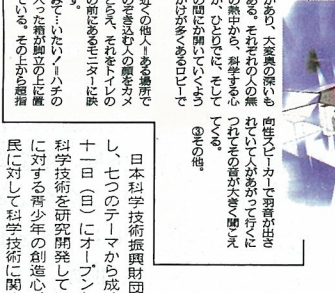 があり、大変奥の深いも
ある。それぞれの人の無
の熱中から、科学する心
が、ひとりでに、そして
の間にか開いていくよう
かけが多くあるロビーで
近くの他人=ある場所で
のぞき込む人の顔をカメ
らえ、それをトイレの
の前にあるモニターに映
す。
みて…いたい!=ハチの
入った箱が脚立の上に置
ている。その上から超指
向性スピーカーで羽音が出さ
れていて人があがって行くに
つれてその音が大きく聞こえ
てくる。
③その他。
日本科学技術振興財団
し、七つのテーマから成
十一日(日)にオープン
科学技術を研究開発して
に対する青少年の創造心
民に対して科学技術に関